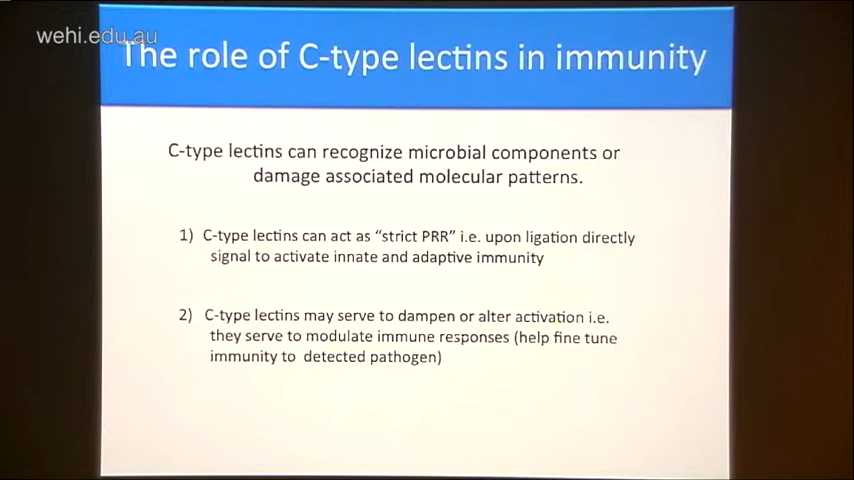 wehi.edu.au
The role of C-type lectins in immunity
C-type lectins can recognize microbial components or
damage associated molecular patterns.
1) C-type lectins can act as “strict PRR” i.e. upon ligation directly
signal to activate innate and adaptive immunity
2) C-type lectins may serve to dampen or alter activation i.e.
they serve to modulate immune responses (help fine tune
immunity to detected pathogen)